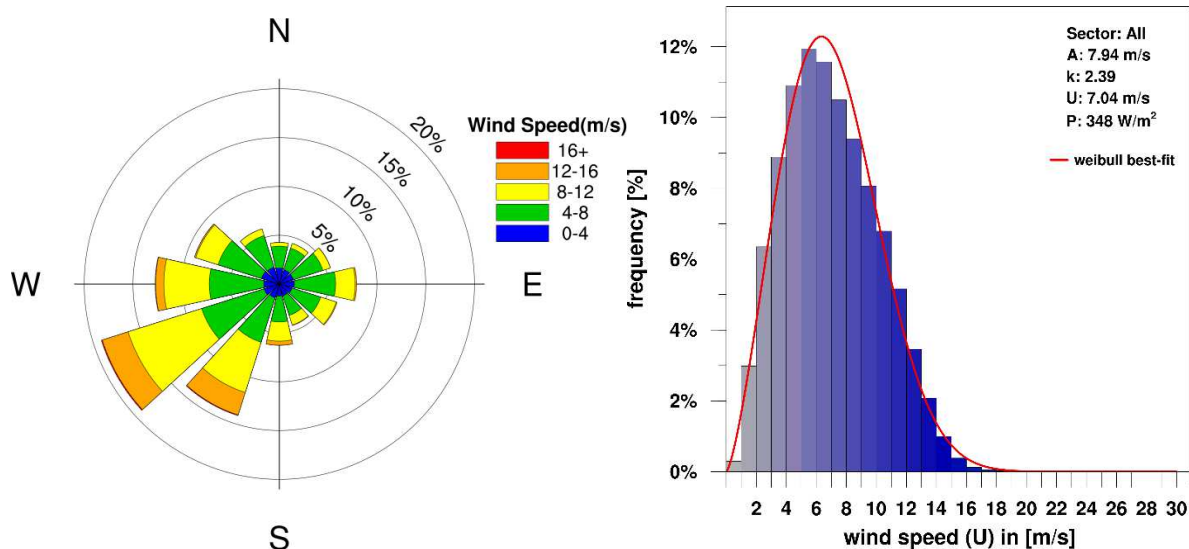 N
W
E
S
20%
15%
10%
5%
Wind Speed(m/s)
16+
12-16
8-12
4-8
0-4
frequency [%]
12%
10%
8%
6%
4%
2%
0%
Sector: All
A: 7.94 m/s
k: 2.39
U: 7.04 m/s
P: 348 W/m²
weibull best-fit
2 4 6 8 10 12 14 16 18 20 22 24 26 28 30
wind speed (U) in [m/s]